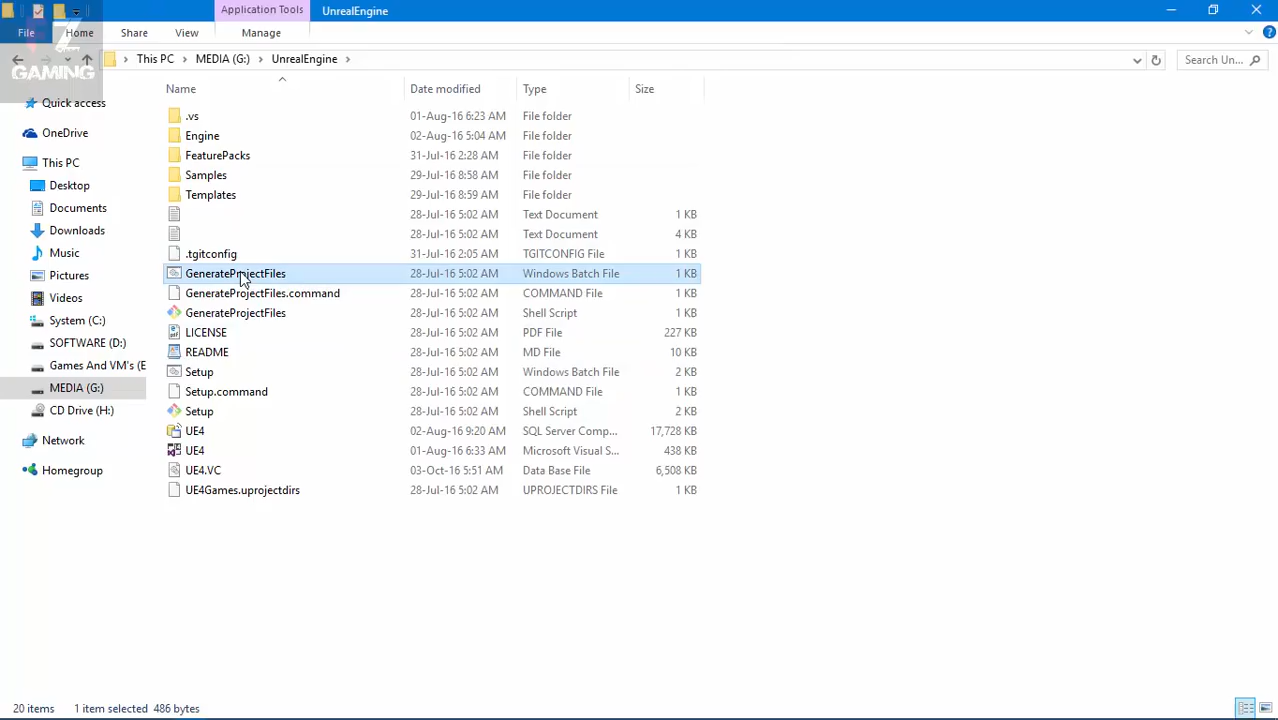 Application Tools
UnrealEngine
File
Home
Share
View
Manage
GAMING
This PC
MEDIA (G:)
UnrealEngine
Search Un...
Name
Date modified
Type
Size
Quick access
OneDrive
This PC
Desktop
Documents
Downloads
Music
Pictures
Videos
System (C:)
SOFTWARE (D:)
Games And VM's (E
MEDIA (G:)
CD Drive (H:)
Network
Homegroup
.vs 01-Aug-16 6:23 AM File folder
Engine 02-Aug-16 5:04 AM File folder
FeaturePacks 31-Jul-16 2:28 AM File folder
Samples 29-Jul-16 8:58 AM File folder
Templates 29-Jul-16 8:59 AM File folder
28-Jul-16 5:02 AM Text Document 1 KB
28-Jul-16 5:02 AM Text Document 4 KB
.tgitconfig 31-Jul-16 2:05 AM TGITCONFIG File 1 KB
GenerateProjectFiles 28-Jul-16 5:02 AM Windows Batch File 1 KB
GenerateProjectFiles.command 28-Jul-16 5:02 AM COMMAND File 1 KB
GenerateProjectFiles 28-Jul-16 5:02 AM Shell Script 1 KB
LICENSE 28-Jul-16 5:02 AM PDF File 227 KB
README 28-Jul-16 5:02 AM MD File 10 KB
Setup 28-Jul-16 5:02 AM Windows Batch File 2 KB
Setup.command 28-Jul-16 5:02 AM COMMAND File 1 KB
Setup 28-Jul-16 5:02 AM Shell Script 2 KB
UE4 02-Aug-16 9:20 AM SQL Server Comp... 17,728 KB
UE4 01-Aug-16 6:33 AM Microsoft Visual S... 438 KB
UE4.VC 03-Oct-16 5:51 AM Data Base File 6,508 KB
UE4Games.uprojectdirs 28-Jul-16 5:02 AM UPROJECTDIRS File 1 KB
20 items 1 item selected 486 bytes